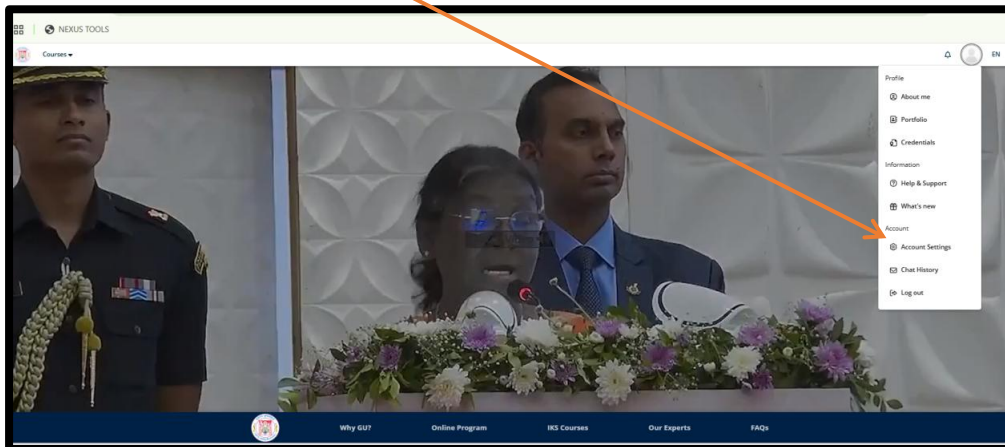 NEXUS TOOLS
Courses
EN
Profile
About me
Portfolio
Credentials
Information
Help & Support
What's new
Account
Account Settings
Chat History
Log out
Why GU?
Online Program
IKS Courses
Our Experts
FAQs